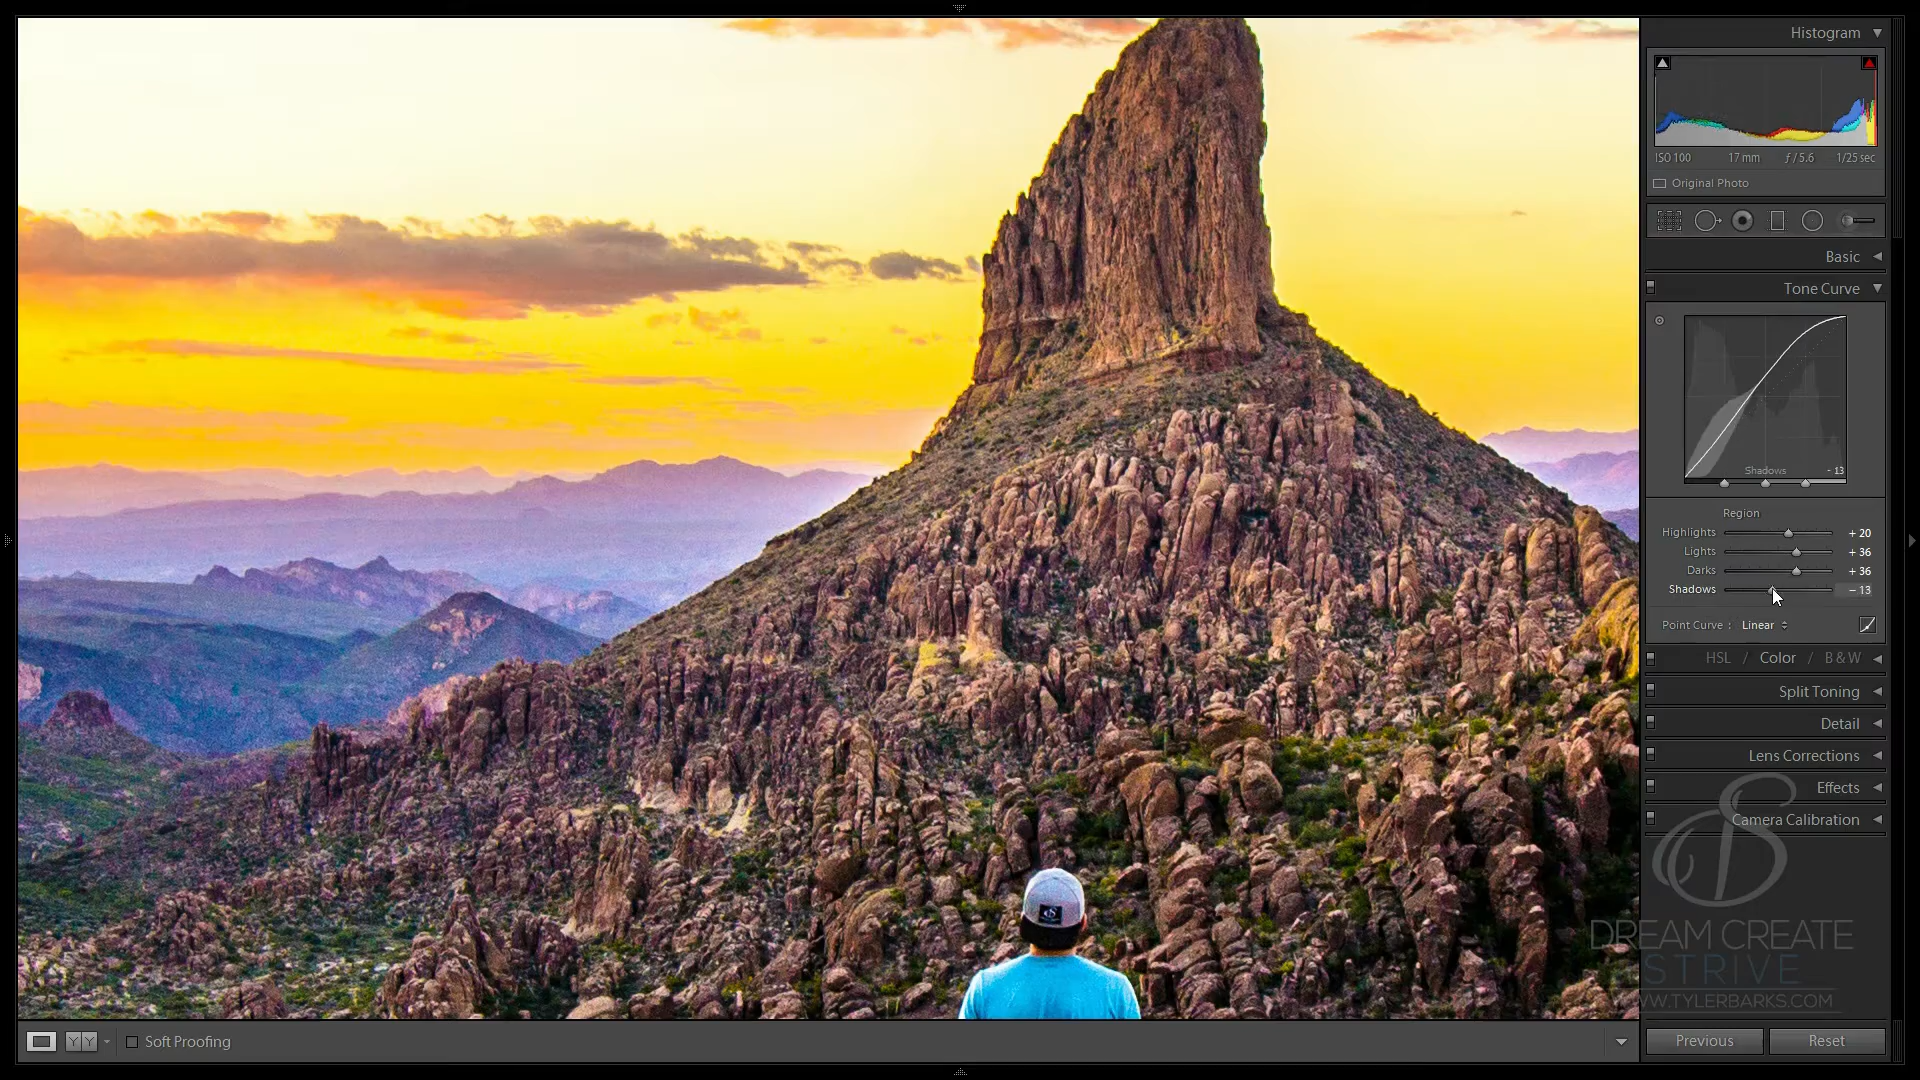 Histogram
ISO 100 17 mm ƒ / 5.6 1/25 sec
Original Photo
Basic
Tone Curve
Shadows - 13
Region
Highlights + 20
Lights + 36
Darks + 36
Shadows - 13
Point Curve : Linear
HSL / Color / B & W
Split Toning
Detail
Lens Corrections
Effects
Camera Calibration
DREAM CREATE
STRIVE
WWW.TYLERBARKS.COM
Y Y Soft Proofing
Previous Reset